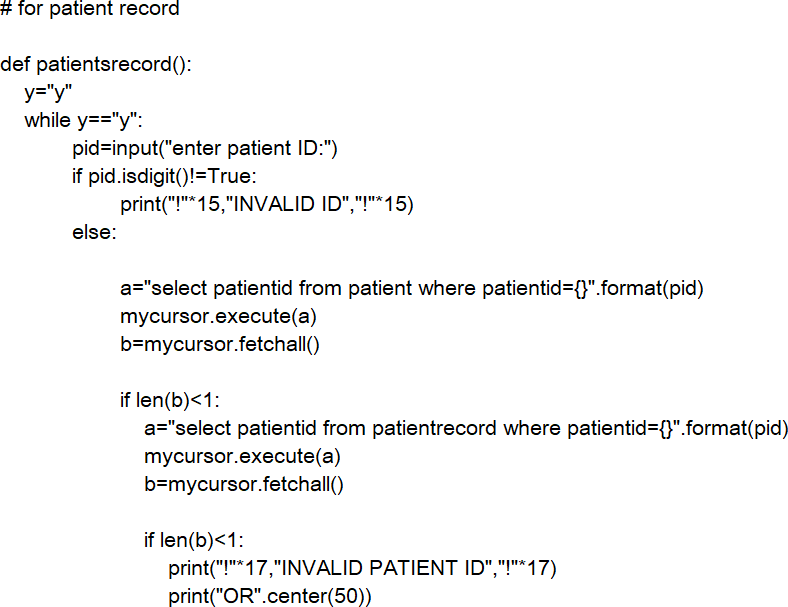 # for patient record
def patientsrecord():
y="y"
while y=="y":
pid=input("enter patient ID:")
if pid.isdigit()!=True:
print("!"*15,"INVALID ID","!"*15)
else:
a="select patientid from patient where patientid={}".format(pid)
mycursor.execute(a)
b=mycursor.fetchall()
if len(b)<1:
a="select patientid from patientrecord where patientid={}".format(pid)
mycursor.execute(a)
b=mycursor.fetchall()
if len(b)<1:
print("!"*17,"INVALID PATIENT ID","!"*17)
print("OR".center(50))